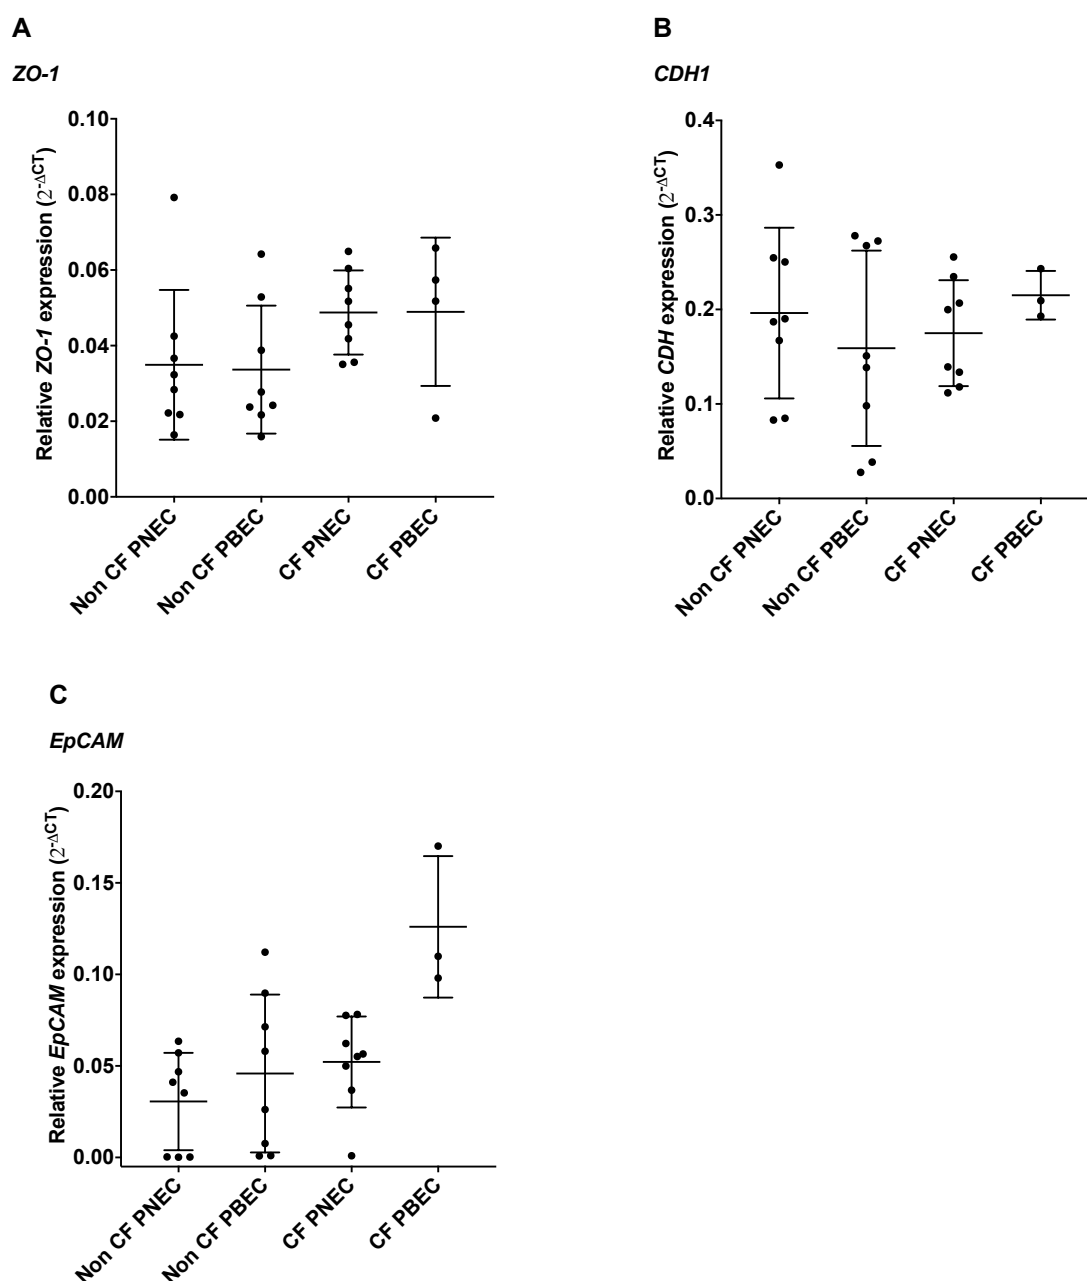 A
ZO-1
Relative ZO-1 expression (2-ΔCT)
0.10
0.08
0.06
0.04
0.02
0.00
Non CF PNEC
Non CF PBEC
CF PNEC
CF PBEC
B
CDH1
Relative CDH expression (2-ΔCT)
0.4
0.3
0.2
0.1
0.0
Non CF PNEC
Non CF PBEC
CF PNEC
CF PBEC
C
EpCAM
Relative EpCAM expression (2-ΔCT)
0.20
0.15
0.10
0.05
0.00
Non CF PNEC
Non CF PBEC
CF PNEC
CF PBEC